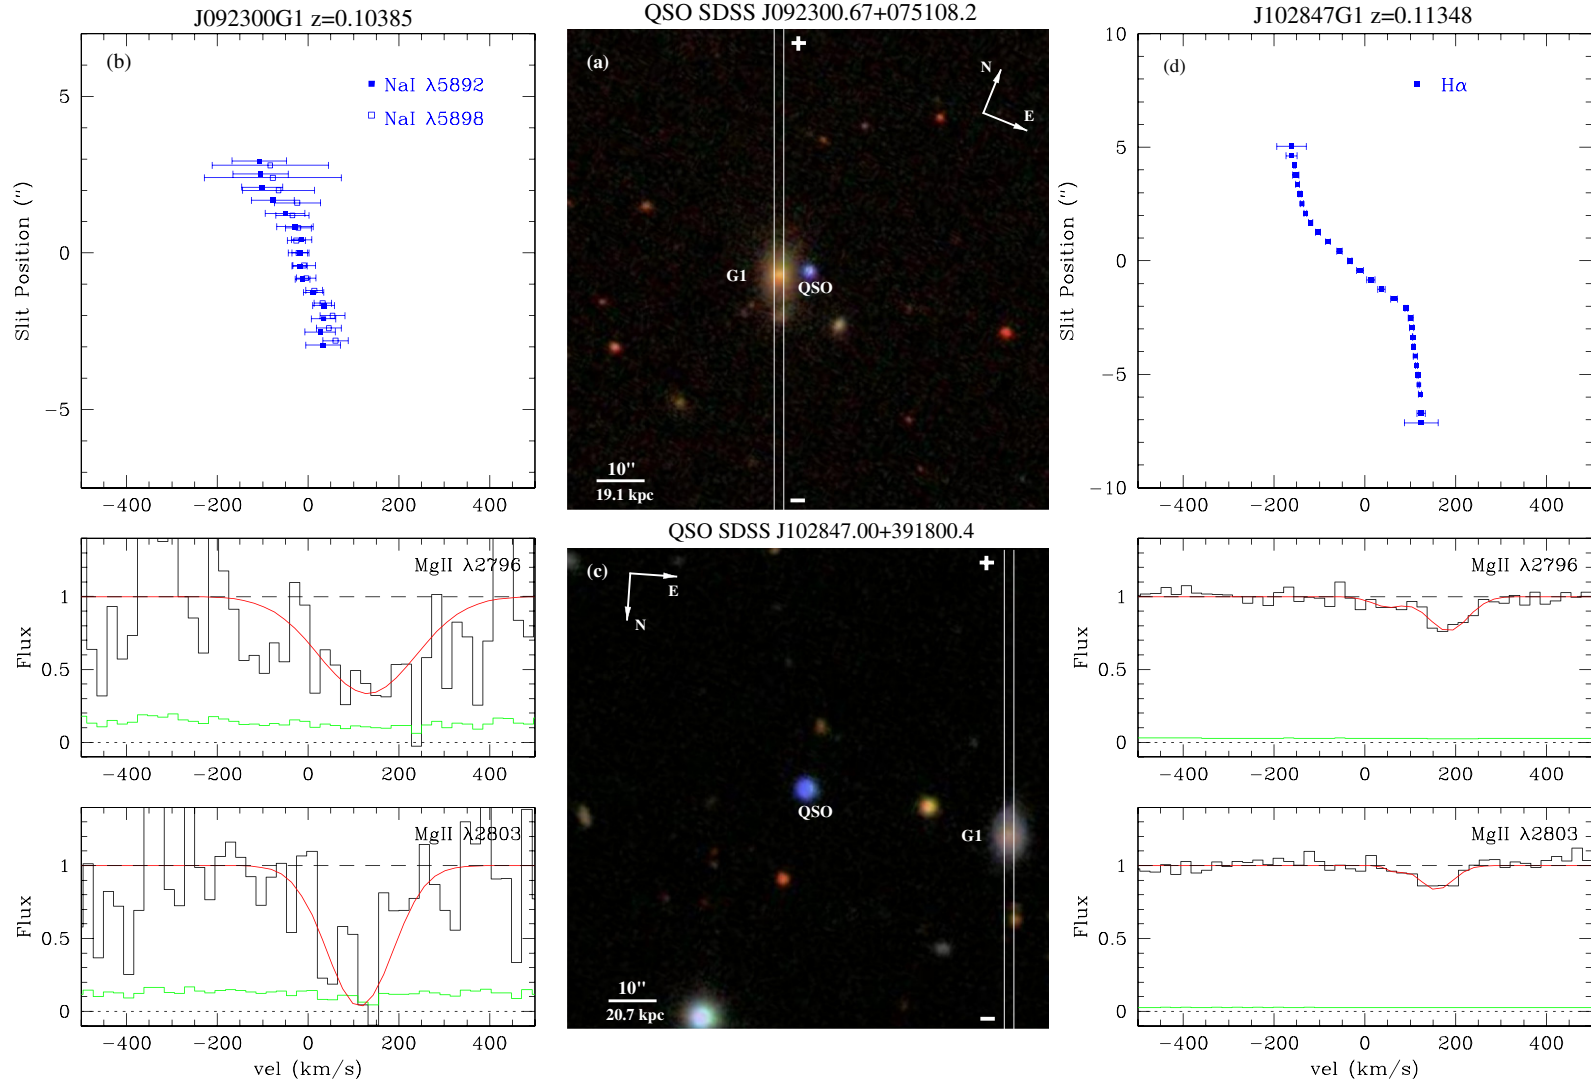 J092300G1 z=0.10385
(b)
NaI λ5892
NaI λ5898
5
0
−5
Slit Position (")
−400 −200 0 200 400
MgII λ2796
1
0.5
0
Flux
−400 −200 0 200 400
MgII λ2803
1
0.5
0
Flux
−400 −200 0 200 400
vel (km/s)
QSO SDSS J092300.67+075108.2
(a)
+
N
E
G1
QSO
10"
19.1 kpc
−
QSO SDSS J102847.00+391800.4
(c)
+
E
N
QSO
G1
10"
20.7 kpc
−
J102847G1 z=0.11348
(d)
Hα
10
5
0
−5
−10
Slit Position (")
−400 −200 0 200 400
MgII λ2796
1
0.5
0
Flux
−400 −200 0 200 400
MgII λ2803
1
0.5
0
Flux
−400 −200 0 200 400
vel (km/s)